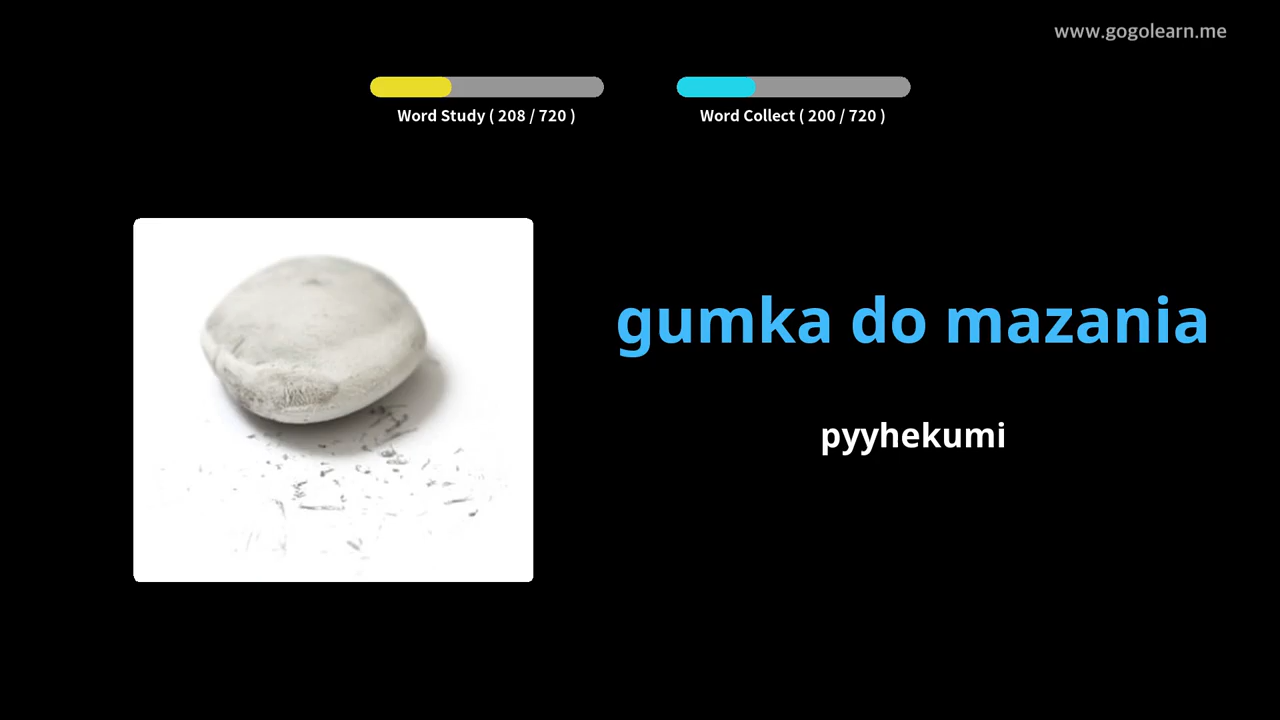 www.gogolearn.me
Word Study ( 208 / 720 )
Word Collect ( 200 / 720 )
gumka do mazania
pyyhekumi